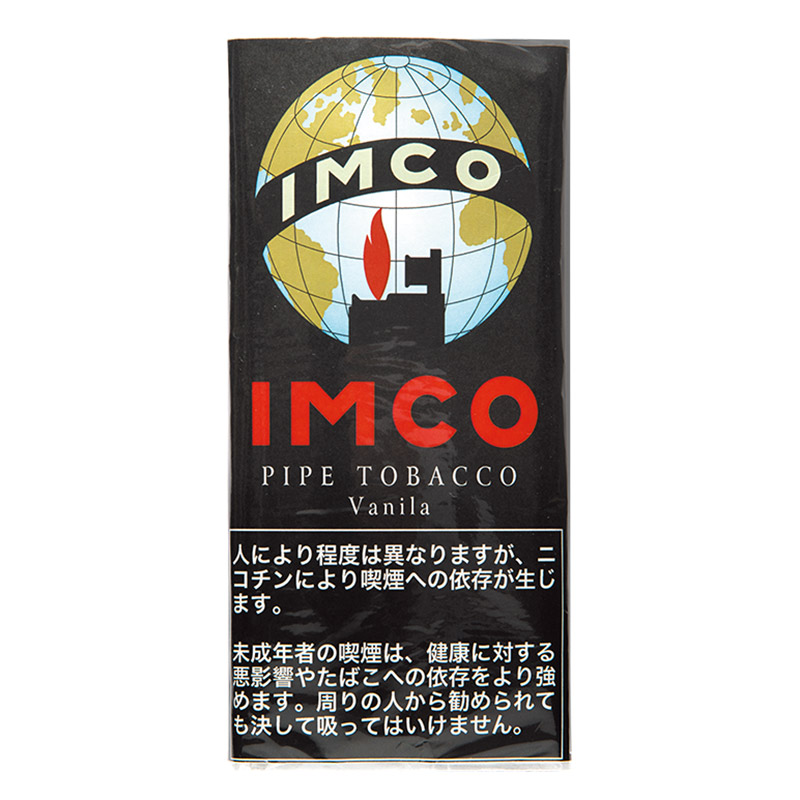 IMCO
IMCO
PIPE TOBACCO
Vanila
人により程度は異なりますが、ニ
コチンにより喫煙への依存が生じ
ます。
未成年者の喫煙は、健康に対する
悪影響やたばこへの依存をより強
めます。周りの人から勧められて
も決して吸ってはいけません。